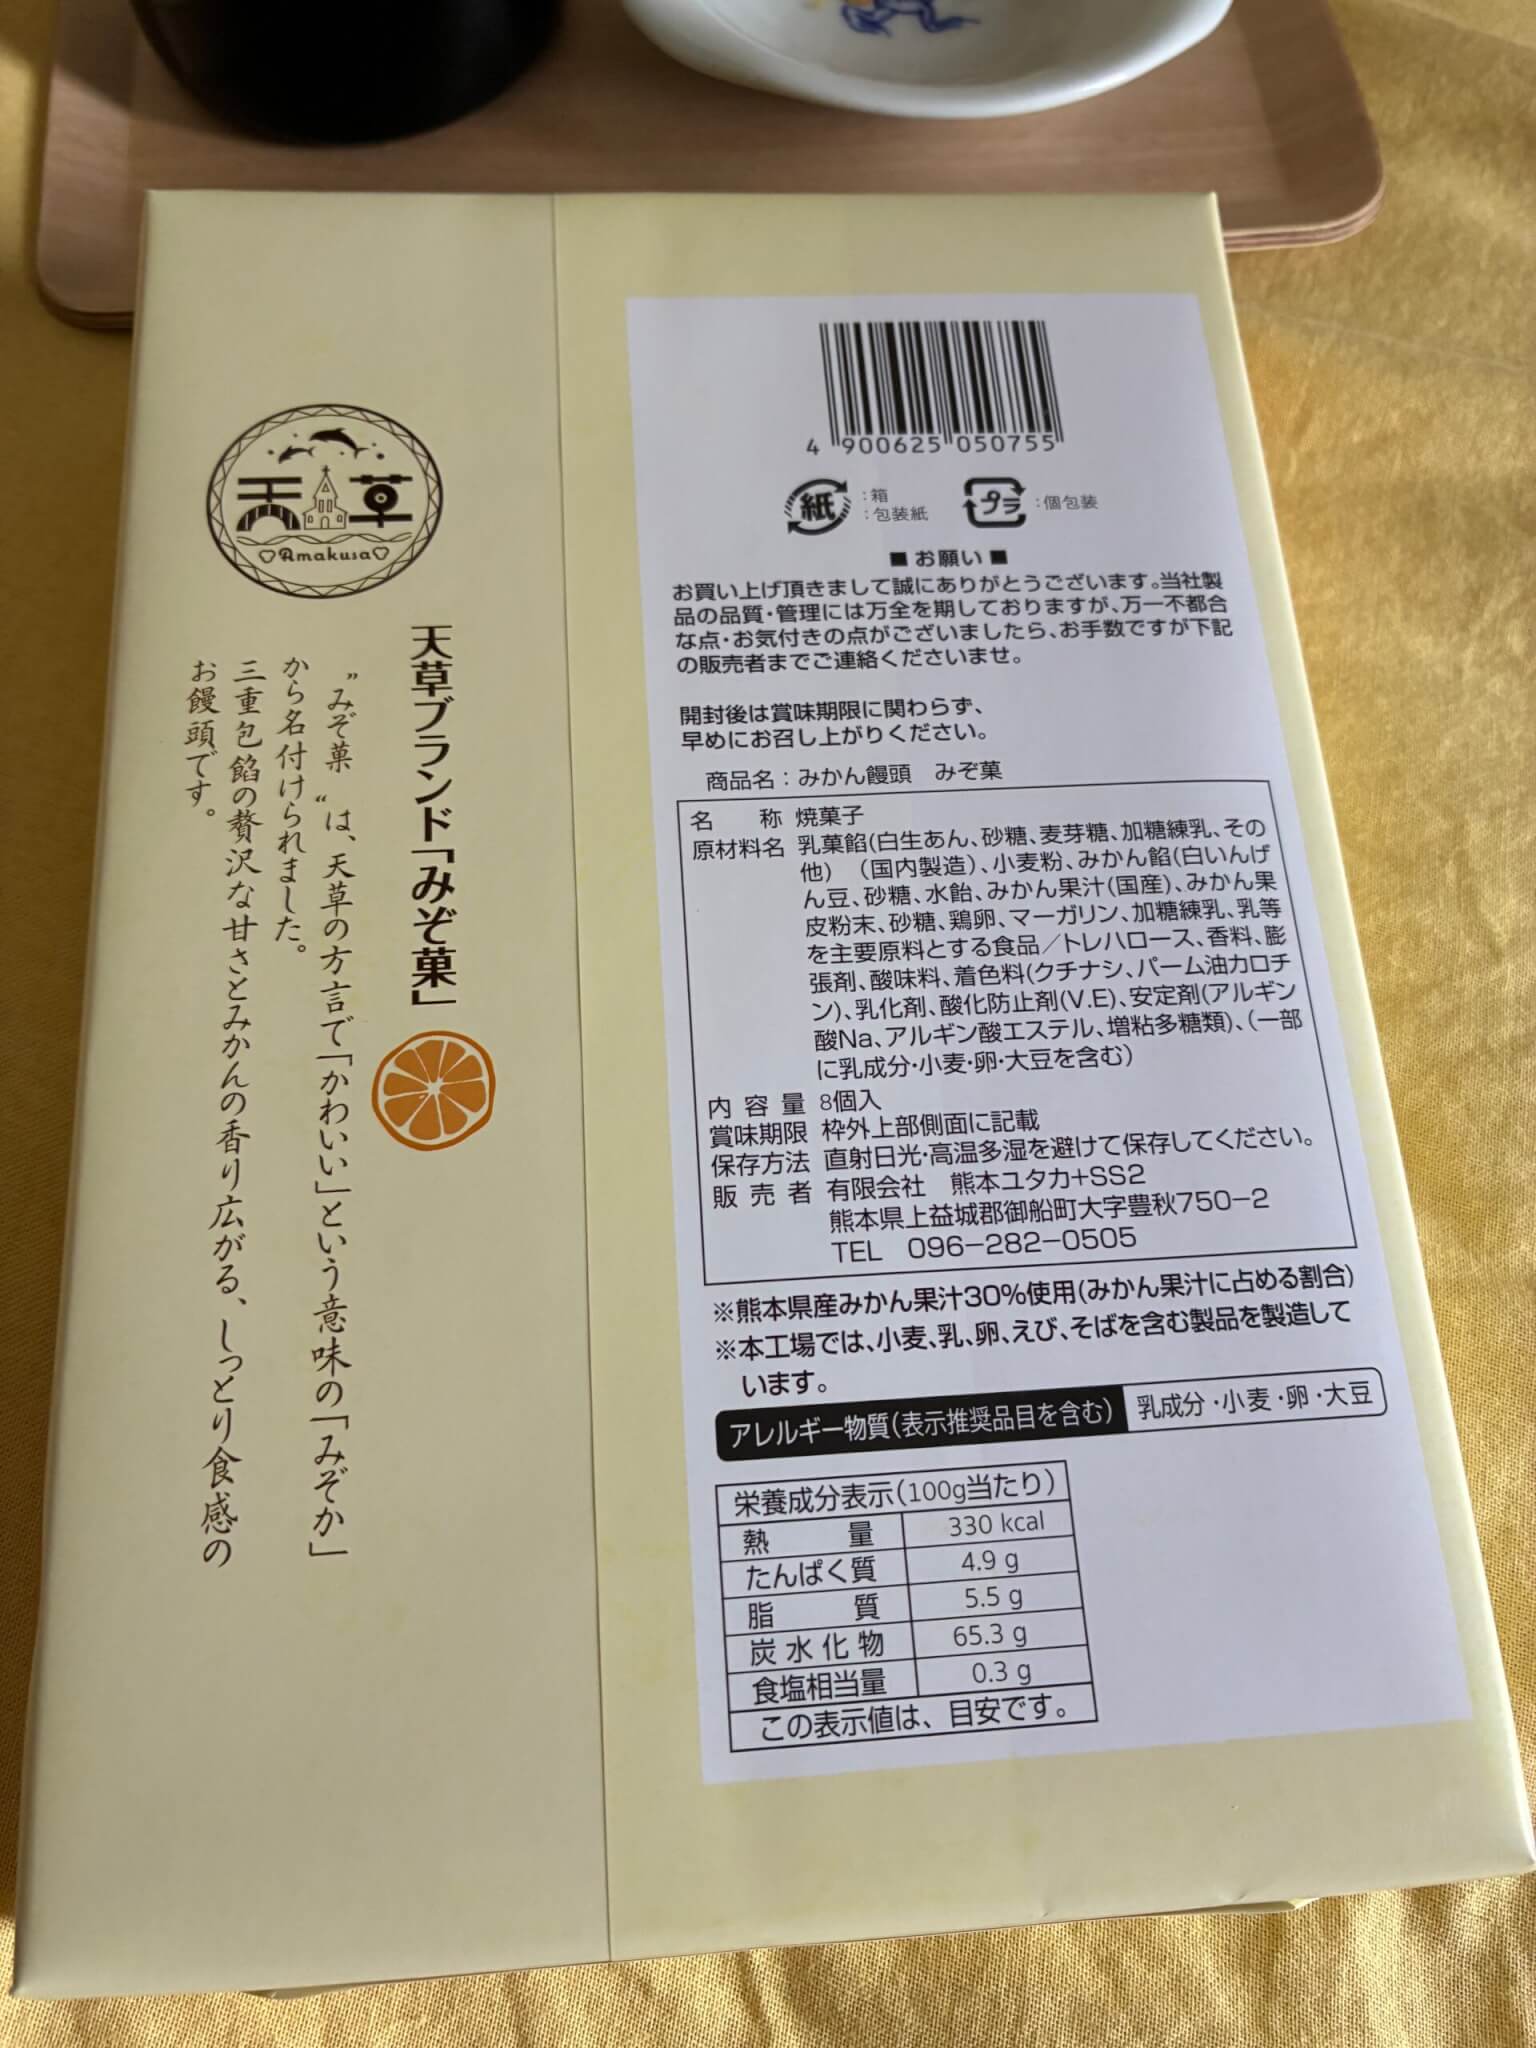 天草
Amakusa
天草ブランド「みぞ菓」
〝みぞ菓〟は、天草の方言で「かわいい」という意味の「みぞか」
から名付けられました。
三重包餡の贅沢な甘さとみかんの香り広がる、しっとり食感の
お饅頭です。
4 900625 050755
紙 :箱
:包装紙
プラ :個包装
■ お願い ■
お買い上げ頂きまして誠にありがとうございます。当社製
品の品質・管理には万全を期しておりますが、万一不都合
な点・お気付きの点がございましたら、お手数ですが下記
の販売者までご連絡くださいませ。
開封後は賞味期限に関わらず、
早めにお召し上がりください。
商品名：みかん饅頭　みぞ菓
名称 焼菓子
原材料名 乳菓餡(白生あん、砂糖、麦芽糖、加糖練乳、その
他)（国内製造）、小麦粉、みかん餡(白いんげ
ん豆、砂糖、水飴、みかん果汁(国産)、みかん果
皮粉末、砂糖、鶏卵、マーガリン、加糖練乳、乳等
を主要原料とする食品／トレハロース、香料、膨
張剤、酸味料、着色料(クチナシ、パーム油カロチ
ン)、乳化剤、酸化防止剤(V.E)、安定剤(アルギン
酸Na、アルギン酸エステル、増粘多糖類)、(一部
に乳成分・小麦・卵・大豆を含む)
内容量 8個入
賞味期限 枠外上部側面に記載
保存方法 直射日光・高温多湿を避けて保存してください。
販売者 有限会社　熊本ユタカ+SS2
熊本県上益城郡御船町大字豊秋750－2
TEL　096－282－0505
※熊本県産みかん果汁30%使用(みかん果汁に占める割合)
※本工場では、小麦、乳、卵、えび、そばを含む製品を製造して
います。
アレルギー物質(表示推奨品目を含む) 乳成分・小麦・卵・大豆
栄養成分表示(100g当たり)
熱量 330 kcal
たんぱく質 4.9 g
脂質 5.5 g
炭水化物 65.3 g
食塩相当量 0.3 g
この表示値は、目安です。